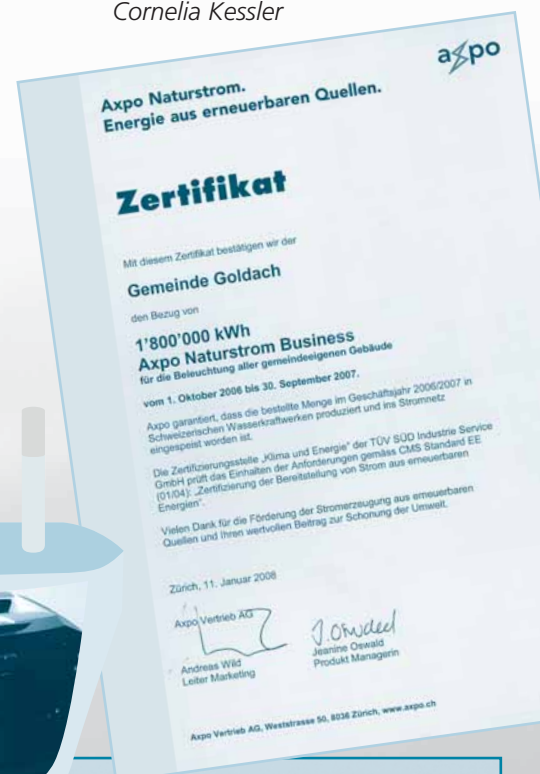 Cornelia Kessler
axpo
Axpo Naturstrom.
Energie aus erneuerbaren Quellen.
Zertifikat
Mit diesem Zertifikat bestätigen wir der
Gemeinde Goldach
den Bezug von
1'800'000 kWh
Axpo Naturstrom Business
für die Beleuchtung aller gemeindeeigenen Gebäude
vom 1. Oktober 2006 bis 30. September 2007.
Axpo garantiert, dass die bestellte Menge im Geschäftsjahr 2006/2007 in
Schweizerischen Wasserkraftwerken produziert und ins Stromnetz
eingespeist worden ist.
Die Zertifizierungsstelle „Klima und Energie" der TÜV SÜD Industrie Service
GmbH prüft das Einhalten der Anforderungen gemäss CMS Standard EE
(01/04): „Zertifizierung der Bereitstellung von Strom aus erneuerbaren
Energien".
Vielen Dank für die Förderung der Stromerzeugung aus erneuerbaren
Quellen und Ihren wertvollen Beitrag zur Schonung der Umwelt.
Zürich, 11. Januar 2008
Axpo Vertrieb AG
J. Oswald
Andreas Wild
Leiter Marketing
Jeanine Oswald
Produkt Managerin
Axpo Vertrieb AG, Weststrasse 50, 8036 Zürich, www.axpo.ch